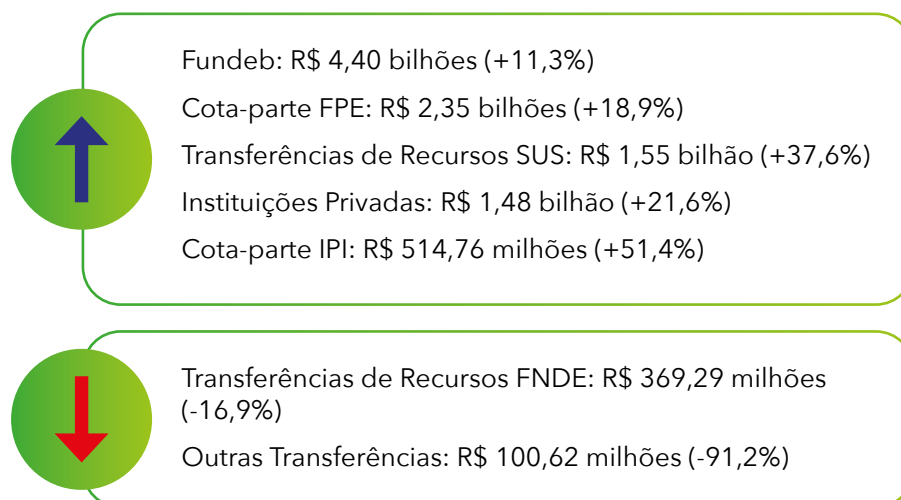 Fundeb: R$ 4,40 bilhões (+11,3%)
Cota-parte FPE: R$ 2,35 bilhões (+18,9%)
Transferências de Recursos SUS: R$ 1,55 bilhão (+37,6%)
Instituições Privadas: R$ 1,48 bilhão (+21,6%)
Cota-parte IPI: R$ 514,76 milhões (+51,4%)
Transferências de Recursos FNDE: R$ 369,29 milhões
(-16,9%)
Outras Transferências: R$ 100,62 milhões (-91,2%)